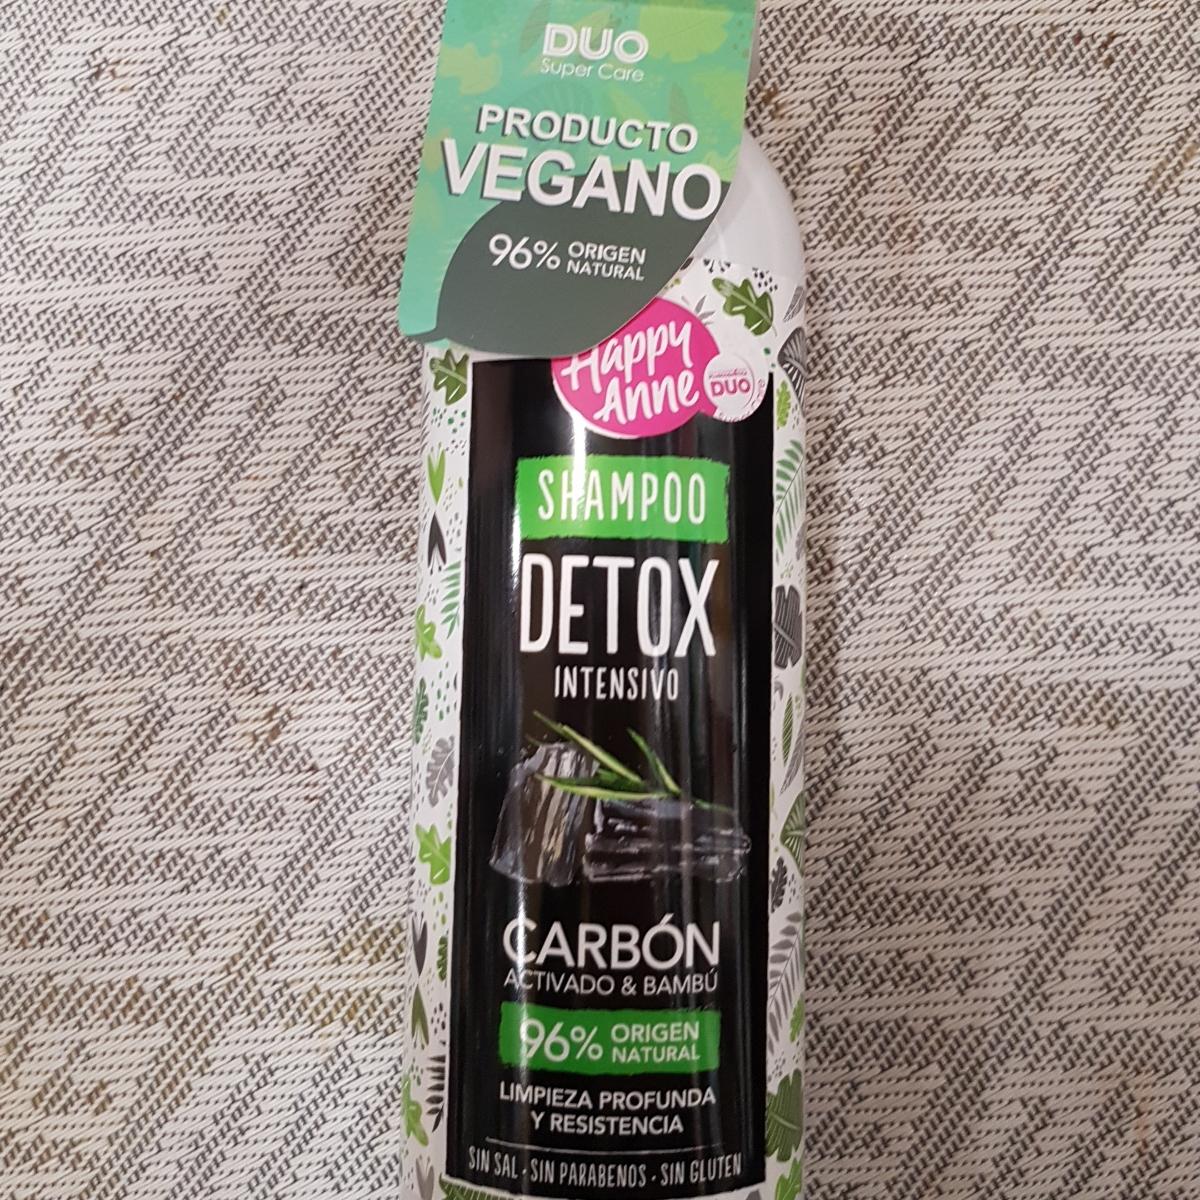 DUO
Super Care
PRODUCTO
VEGANO
96% ORIGEN
NATURAL
Happy
Anne
DUO
SHAMPOO
DETOX
INTENSIVO
CARBÓN
ACTIVADO & BAMBÚ
96% ORIGEN
NATURAL
LIMPIEZA PROFUNDA
Y RESISTENCIA
SIN SAL · SIN PARABENOS · SIN GLUTEN